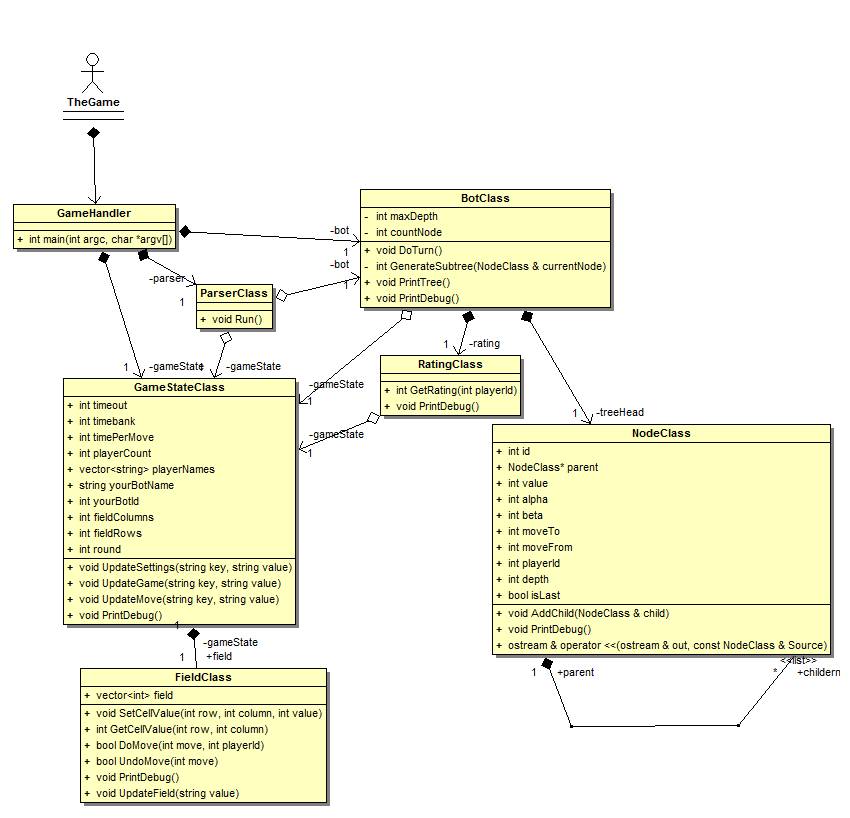 TheGame
GameHandler
+ int main(int argc, char *argv[])
-bot
1
-bot
1
-parser
1
ParserClass
+ void Run()
BotClass
- int maxDepth
- int countNode
+ void DoTurn()
- int GenerateSubtree(NodeClass & currentNode)
+ void PrintTree()
+ void PrintDebug()
1
-gameState
1
-gameState
-gameState
1
1
-rating
RatingClass
+ int GetRating(int playerId)
+ void PrintDebug()
-gameState
1
1
-treeHead
GameStateClass
+ int timeout
+ int timebank
+ int timePerMove
+ int playerCount
+ vector<string> playerNames
+ string yourBotName
+ int yourBotId
+ int fieldColumns
+ int fieldRows
+ int round
+ void UpdateSettings(string key, string value)
+ void UpdateGame(string key, string value)
+ void UpdateMove(string key, string value)
+ void PrintDebug()
1
-gameState
1
+field
FieldClass
+ vector<int> field
+ void SetCellValue(int row, int column, int value)
+ int GetCellValue(int row, int column)
+ bool DoMove(int move, int playerId)
+ bool UndoMove(int move)
+ void PrintDebug()
+ void UpdateField(string value)
NodeClass
+ int id
+ NodeClass* parent
+ int value
+ int alpha
+ int beta
+ int moveTo
+ int moveFrom
+ int playerId
+ int depth
+ bool isLast
+ void AddChild(NodeClass & child)
+ void PrintDebug()
+ ostream & operator <<(ostream & out, const NodeClass & Source)
1
+parent
<<list>>
*
+childern